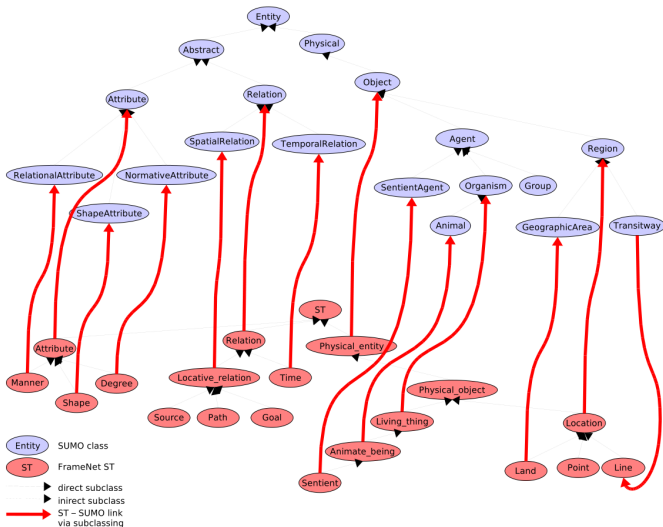 Entity
Physical
Abstract
Object
Relation
Attribute
Agent
SpatialRelation
TemporalRelation
Region
RelationalAttribute
NormativeAttribute
SentientAgent
Organism
Group
ShapeAttribute
Animal
GeographicArea
Transitway
ST
Relation
Physical_entity
Attribute
Manner
Degree
Locative_relation
Time
Physical_object
Shape
Source
Path
Goal
Living_thing
Location
Animate_being
Sentient
Land
Point
Line
Entity SUMO class
ST FrameNet ST
direct subclass
inirect subclass
ST – SUMO link
via subclassing